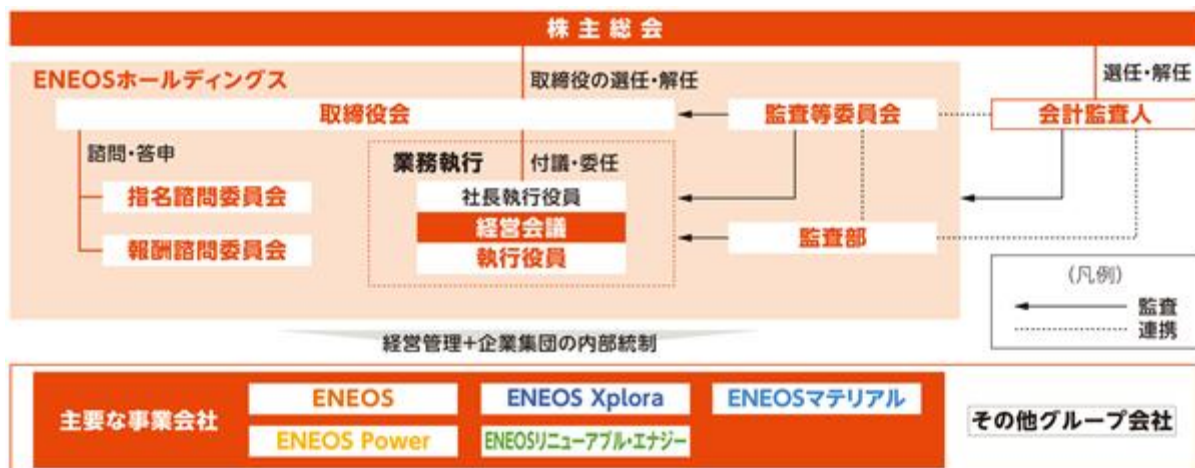 株主総会
ENEOSホールディングス
取締役の選任・解任
選任・解任
取締役会
監査等委員会
会計監査人
諮問・答申
業務執行
付議・委任
指名諮問委員会
社長執行役員
経営会議
監査部
報酬諮問委員会
執行役員
(凡例)
監査
連携
経営管理+企業集団の内部統制
主要な事業会社
ENEOS
ENEOS Xplora
ENEOSマテリアル
ENEOS Power
ENEOSリニューアブル・エナジー
その他グループ会社